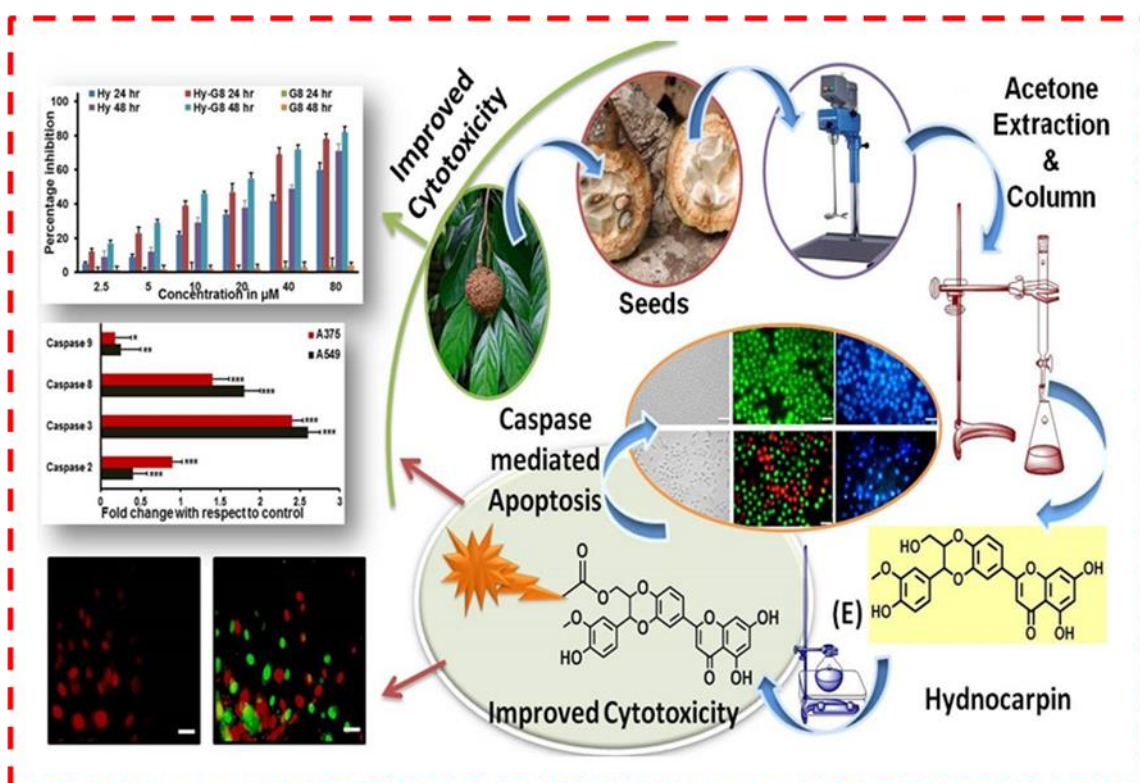 Hy 24 hr
Hy-G8 24 hr
G8 24 hr
Hy 48 hr
Hy-G8 48 hr
G8 48 hr
Percentage inhibition
100
80
60
40
20
0
2.5
5
10
20
40
80
Concentration in µM
Improved
Cytotoxicity
Seeds
Acetone
Extraction
&
Column
A375
A549
Caspase 9
Caspase 8
Caspase 3
Caspase 2
*
**
***
***
***
***
***
***
0
0.5
1
1.5
2
2.5
3
Fold change with respect to control
Caspase
mediated
Apoptosis
O
O
O
O
O
HO
O
O
OH
OH
Improved Cytotoxicity
(E)
HO
O
O
O
HO
O
O
OH
OH
Hydnocarpin